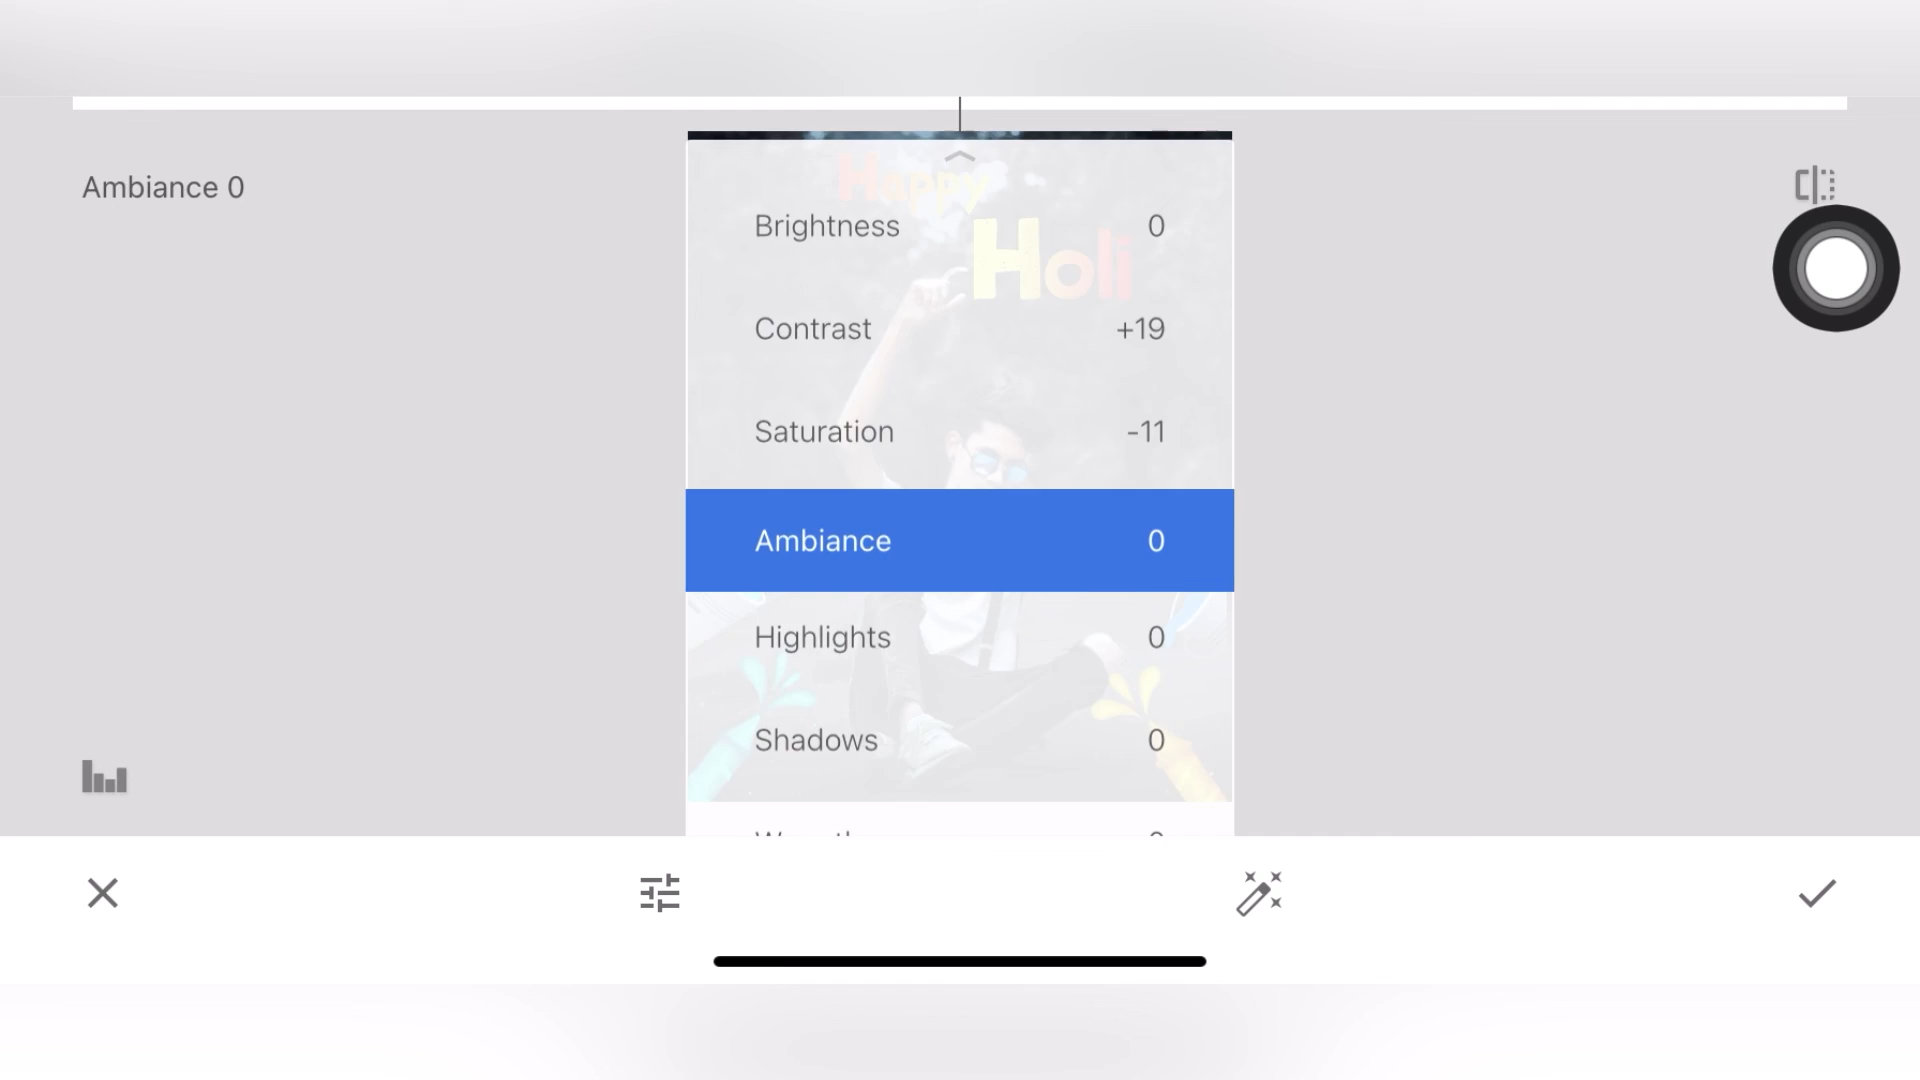 Ambiance 0
Happy
Holi
Brightness 0
Contrast +19
Saturation -11
Ambiance 0
Highlights 0
Shadows 0